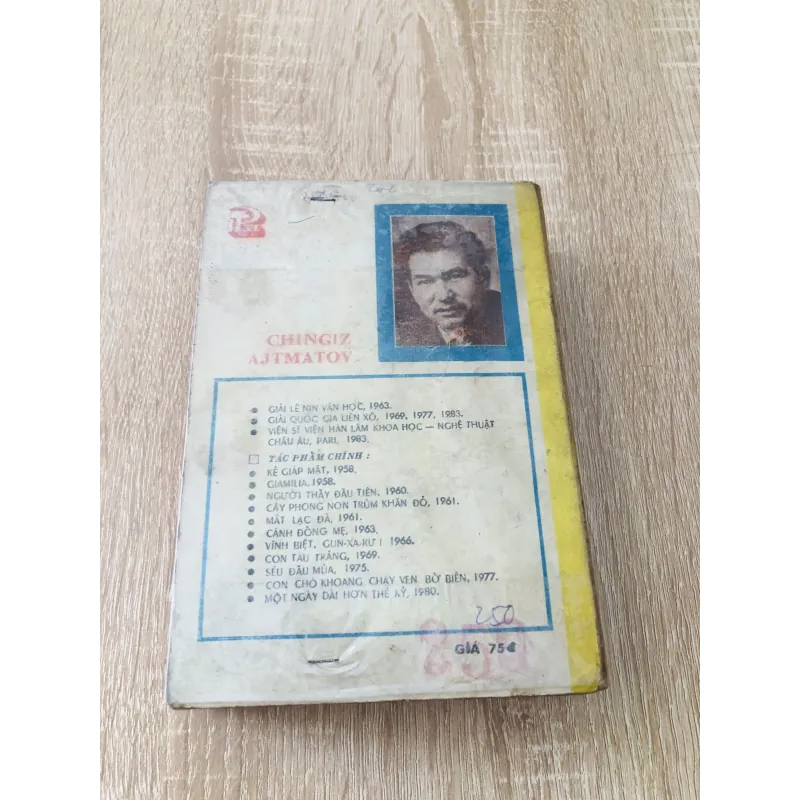 CHINGIZ
AJTMATOV
GIẢI LÊ NIN VĂN HỌC, 1963.
GIẢI QUỐC GIA LIÊN XÔ, 1969, 1977, 1983.
VIỆN SĨ VIỆN HÀN LÂM KHOA HỌC — NGHỆ THUẬT
CHÂU ÂU, PARI, 1983.
TÁC PHẨM CHÍNH :
KẺ GIÁP MẶT, 1958.
GIAMILIA, 1958.
NGƯỜI THẦY ĐẦU TIÊN, 1960.
CÂY PHONG NON TRÙM KHĂN ĐỎ, 1961.
MẮT LẠC ĐÀ, 1961.
CÁNH ĐỒNG MẸ, 1963.
VĨNH BIỆT, GUN-XA-RƯ ! 1966.
CON TÀU TRẮNG, 1969.
SẾU ĐẦU MÙA, 1975.
CON CHÓ KHOANG CHẠY VEN BỜ BIỂN, 1977.
MỘT NGÀY DÀI HƠN THẾ KỶ, 1980.
250
250
GIÁ 75đ